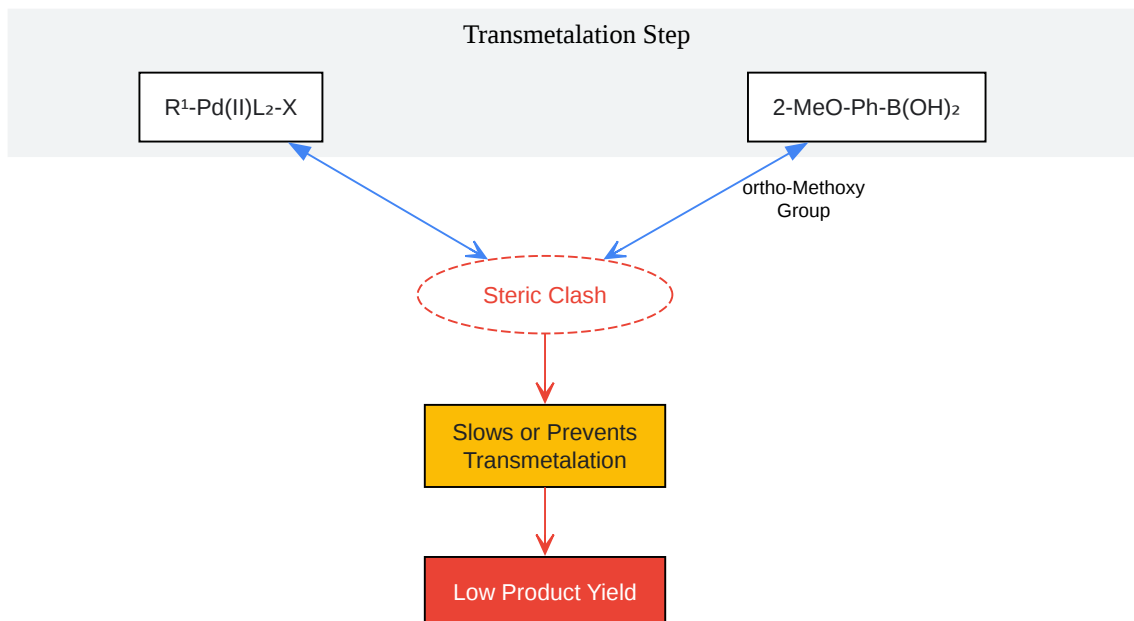 Transmetalation Step
R¹-Pd(II)L₂-X
2-MeO-Ph-B(OH)₂
ortho-Methoxy
Group
Steric Clash
Slows or Prevents
Transmetalation
Low Product Yield